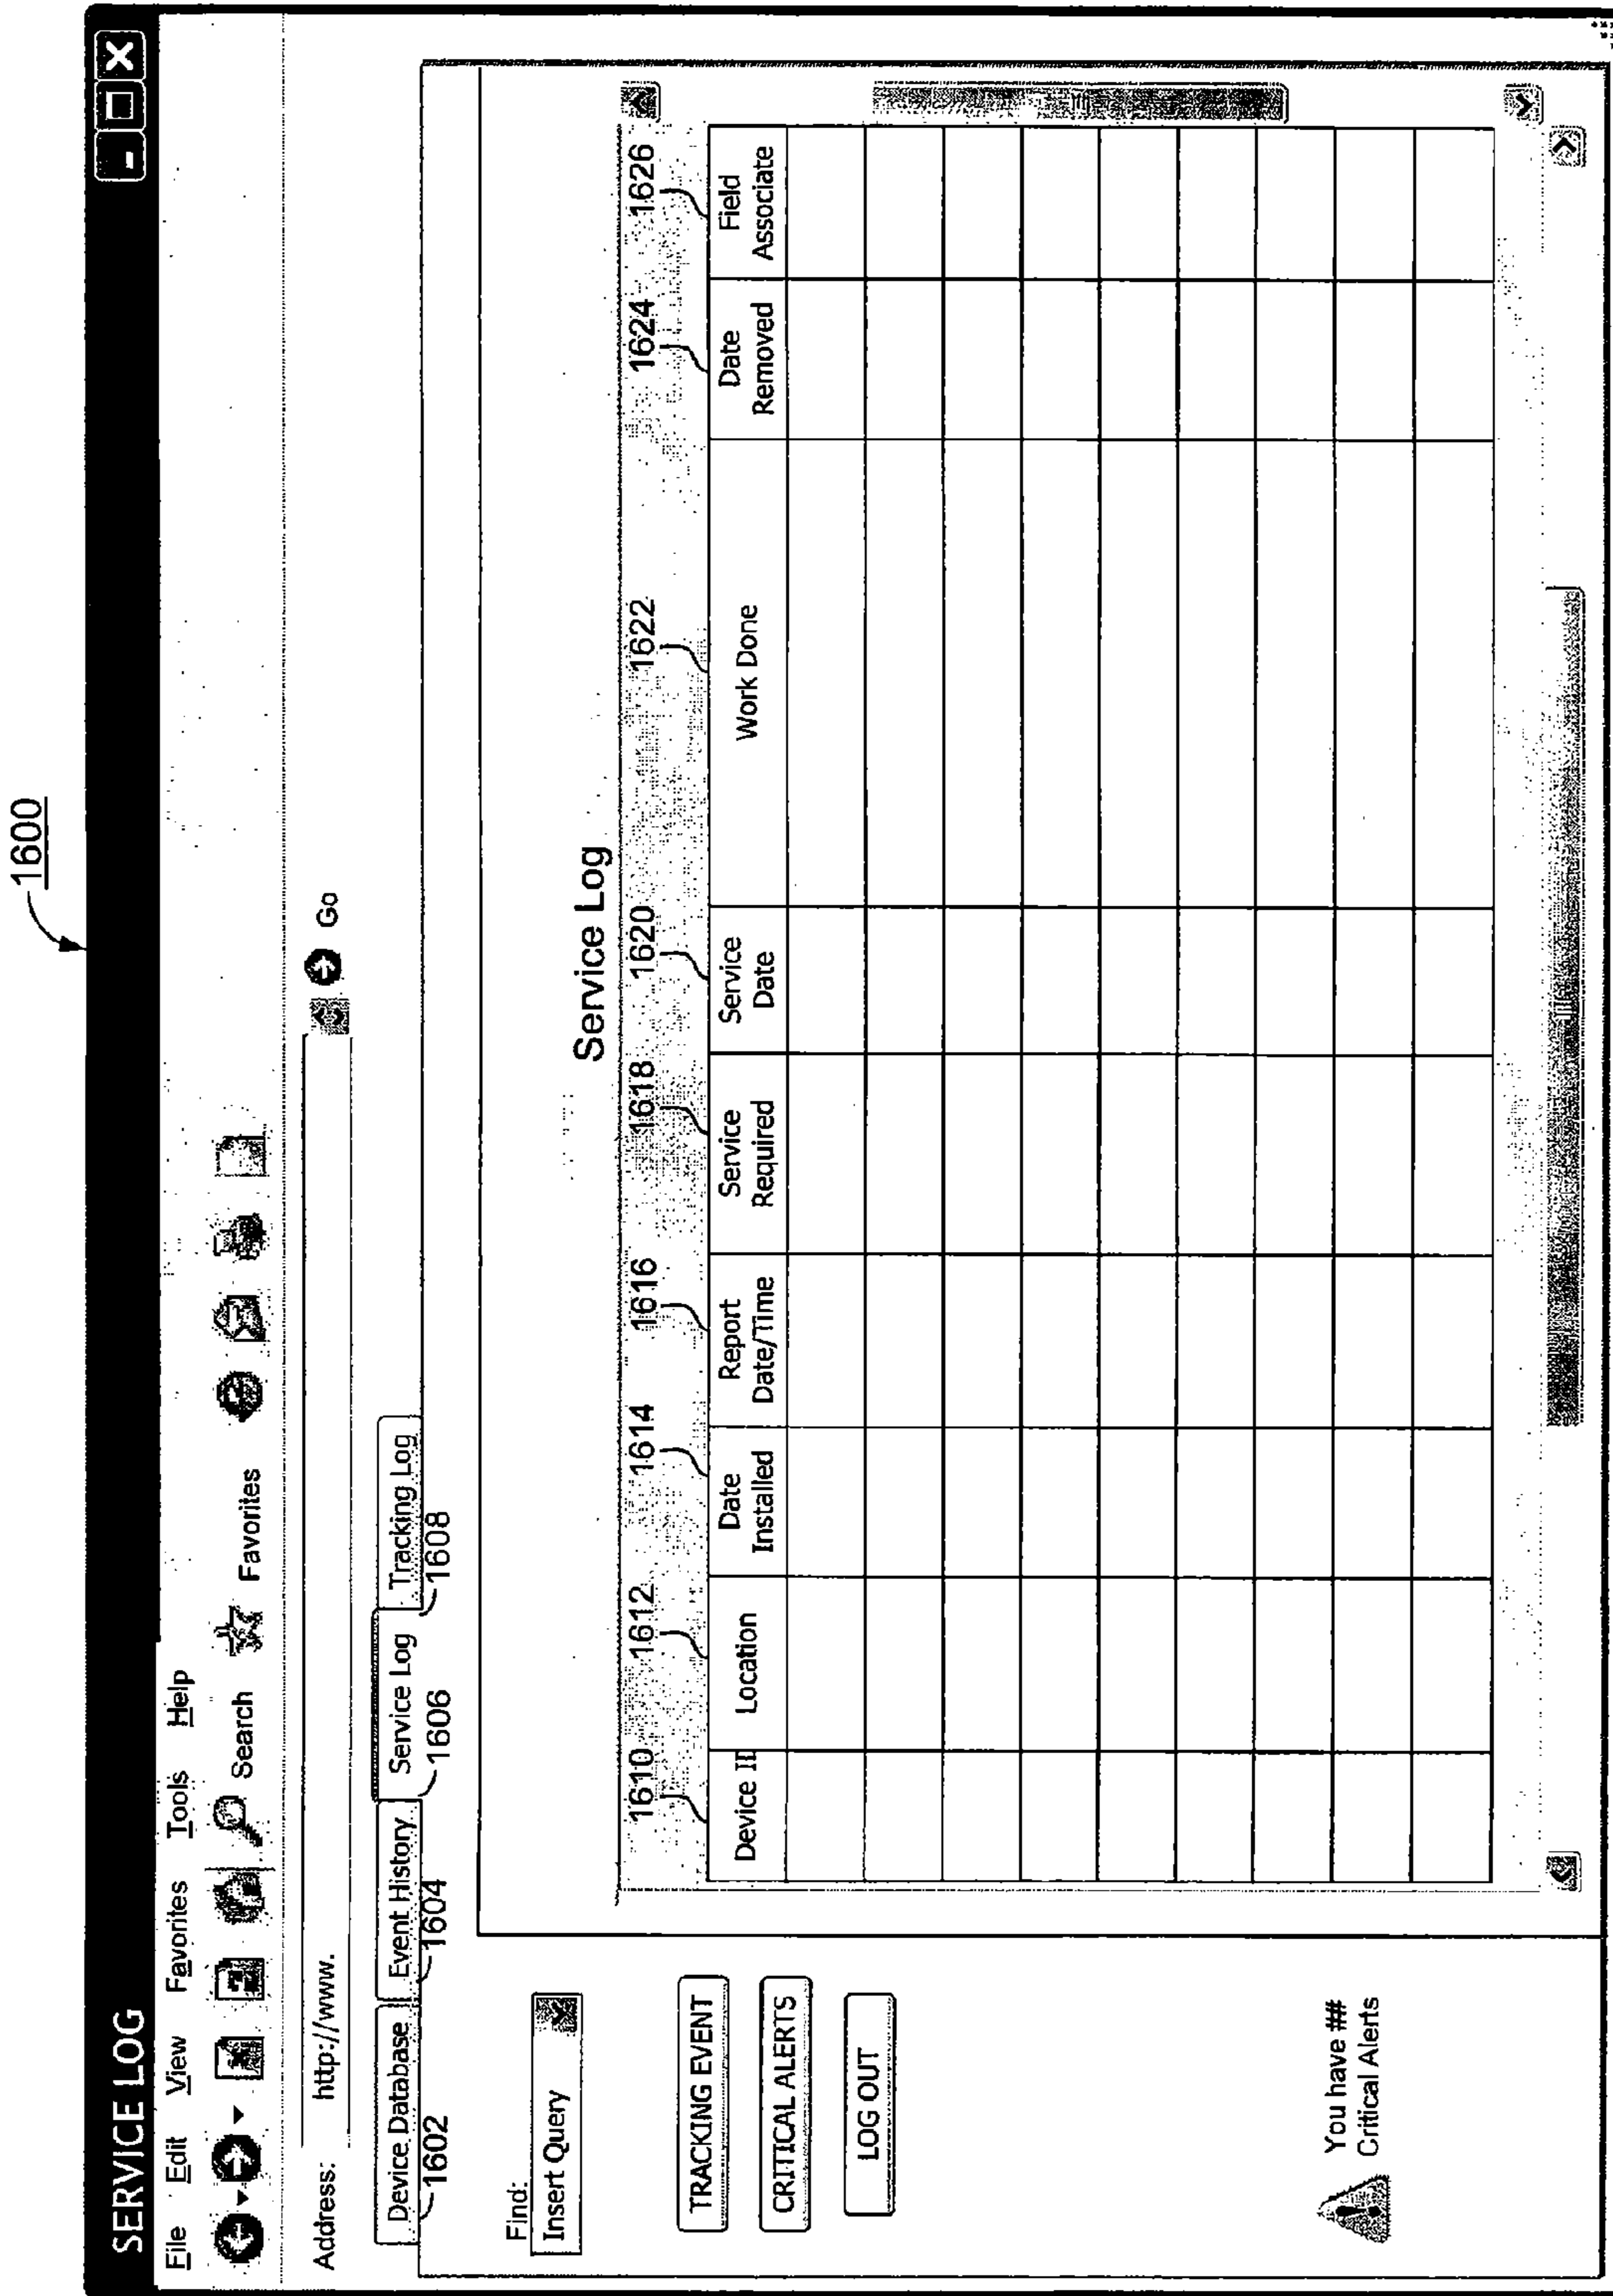 1600
SERVICE LOG
File Edit View Favorites Tools Help
Search Favorites
Address: http://www. Go
Device Database Event History Service Log Tracking Log
1602 1604 1606 1608
Find:
Insert Query
TRACKING EVENT
CRITICAL ALERTS
LOG OUT
You have ##
Critical Alerts
Service Log
1610 1612 1614 1616 1618 1620 1622 1624 1626
Device ID
Location
Date
Installed
Report
Date/Time
Service
Required
Service
Date
Work Done
Date
Removed
Field
Associate